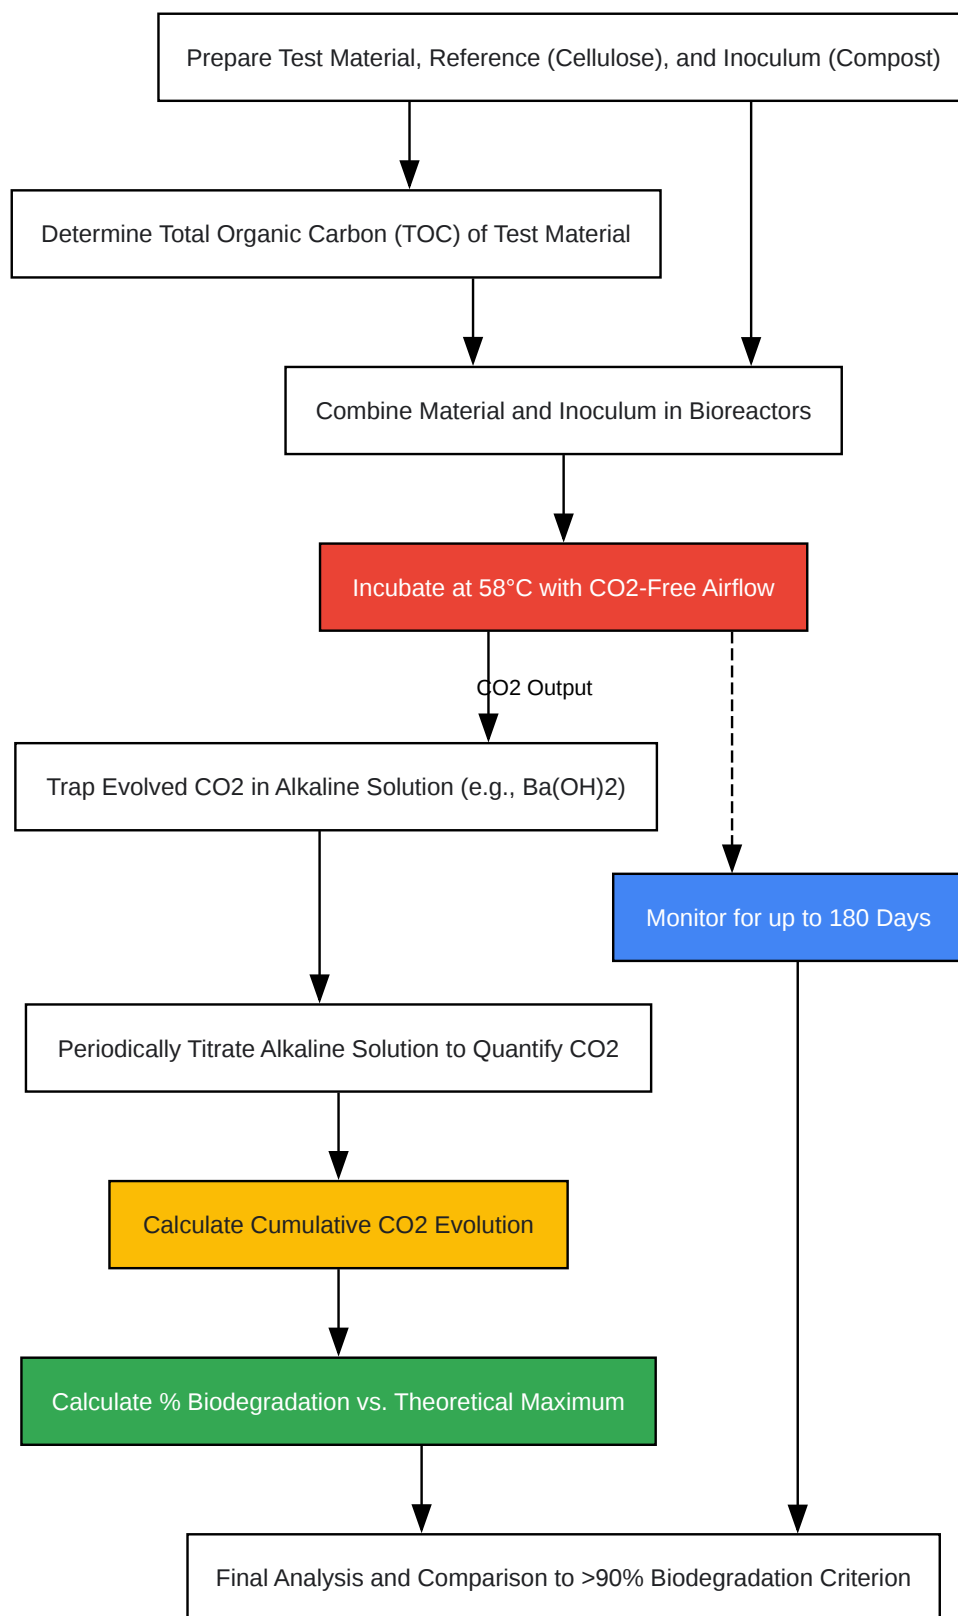 Prepare Test Material, Reference (Cellulose), and Inoculum (Compost)
Determine Total Organic Carbon (TOC) of Test Material
Combine Material and Inoculum in Bioreactors
Incubate at 58°C with CO2-Free Airflow
CO2 Output
Trap Evolved CO2 in Alkaline Solution (e.g., Ba(OH)2)
Monitor for up to 180 Days
Periodically Titrate Alkaline Solution to Quantify CO2
Calculate Cumulative CO2 Evolution
Calculate % Biodegradation vs. Theoretical Maximum
Final Analysis and Comparison to >90% Biodegradation Criterion